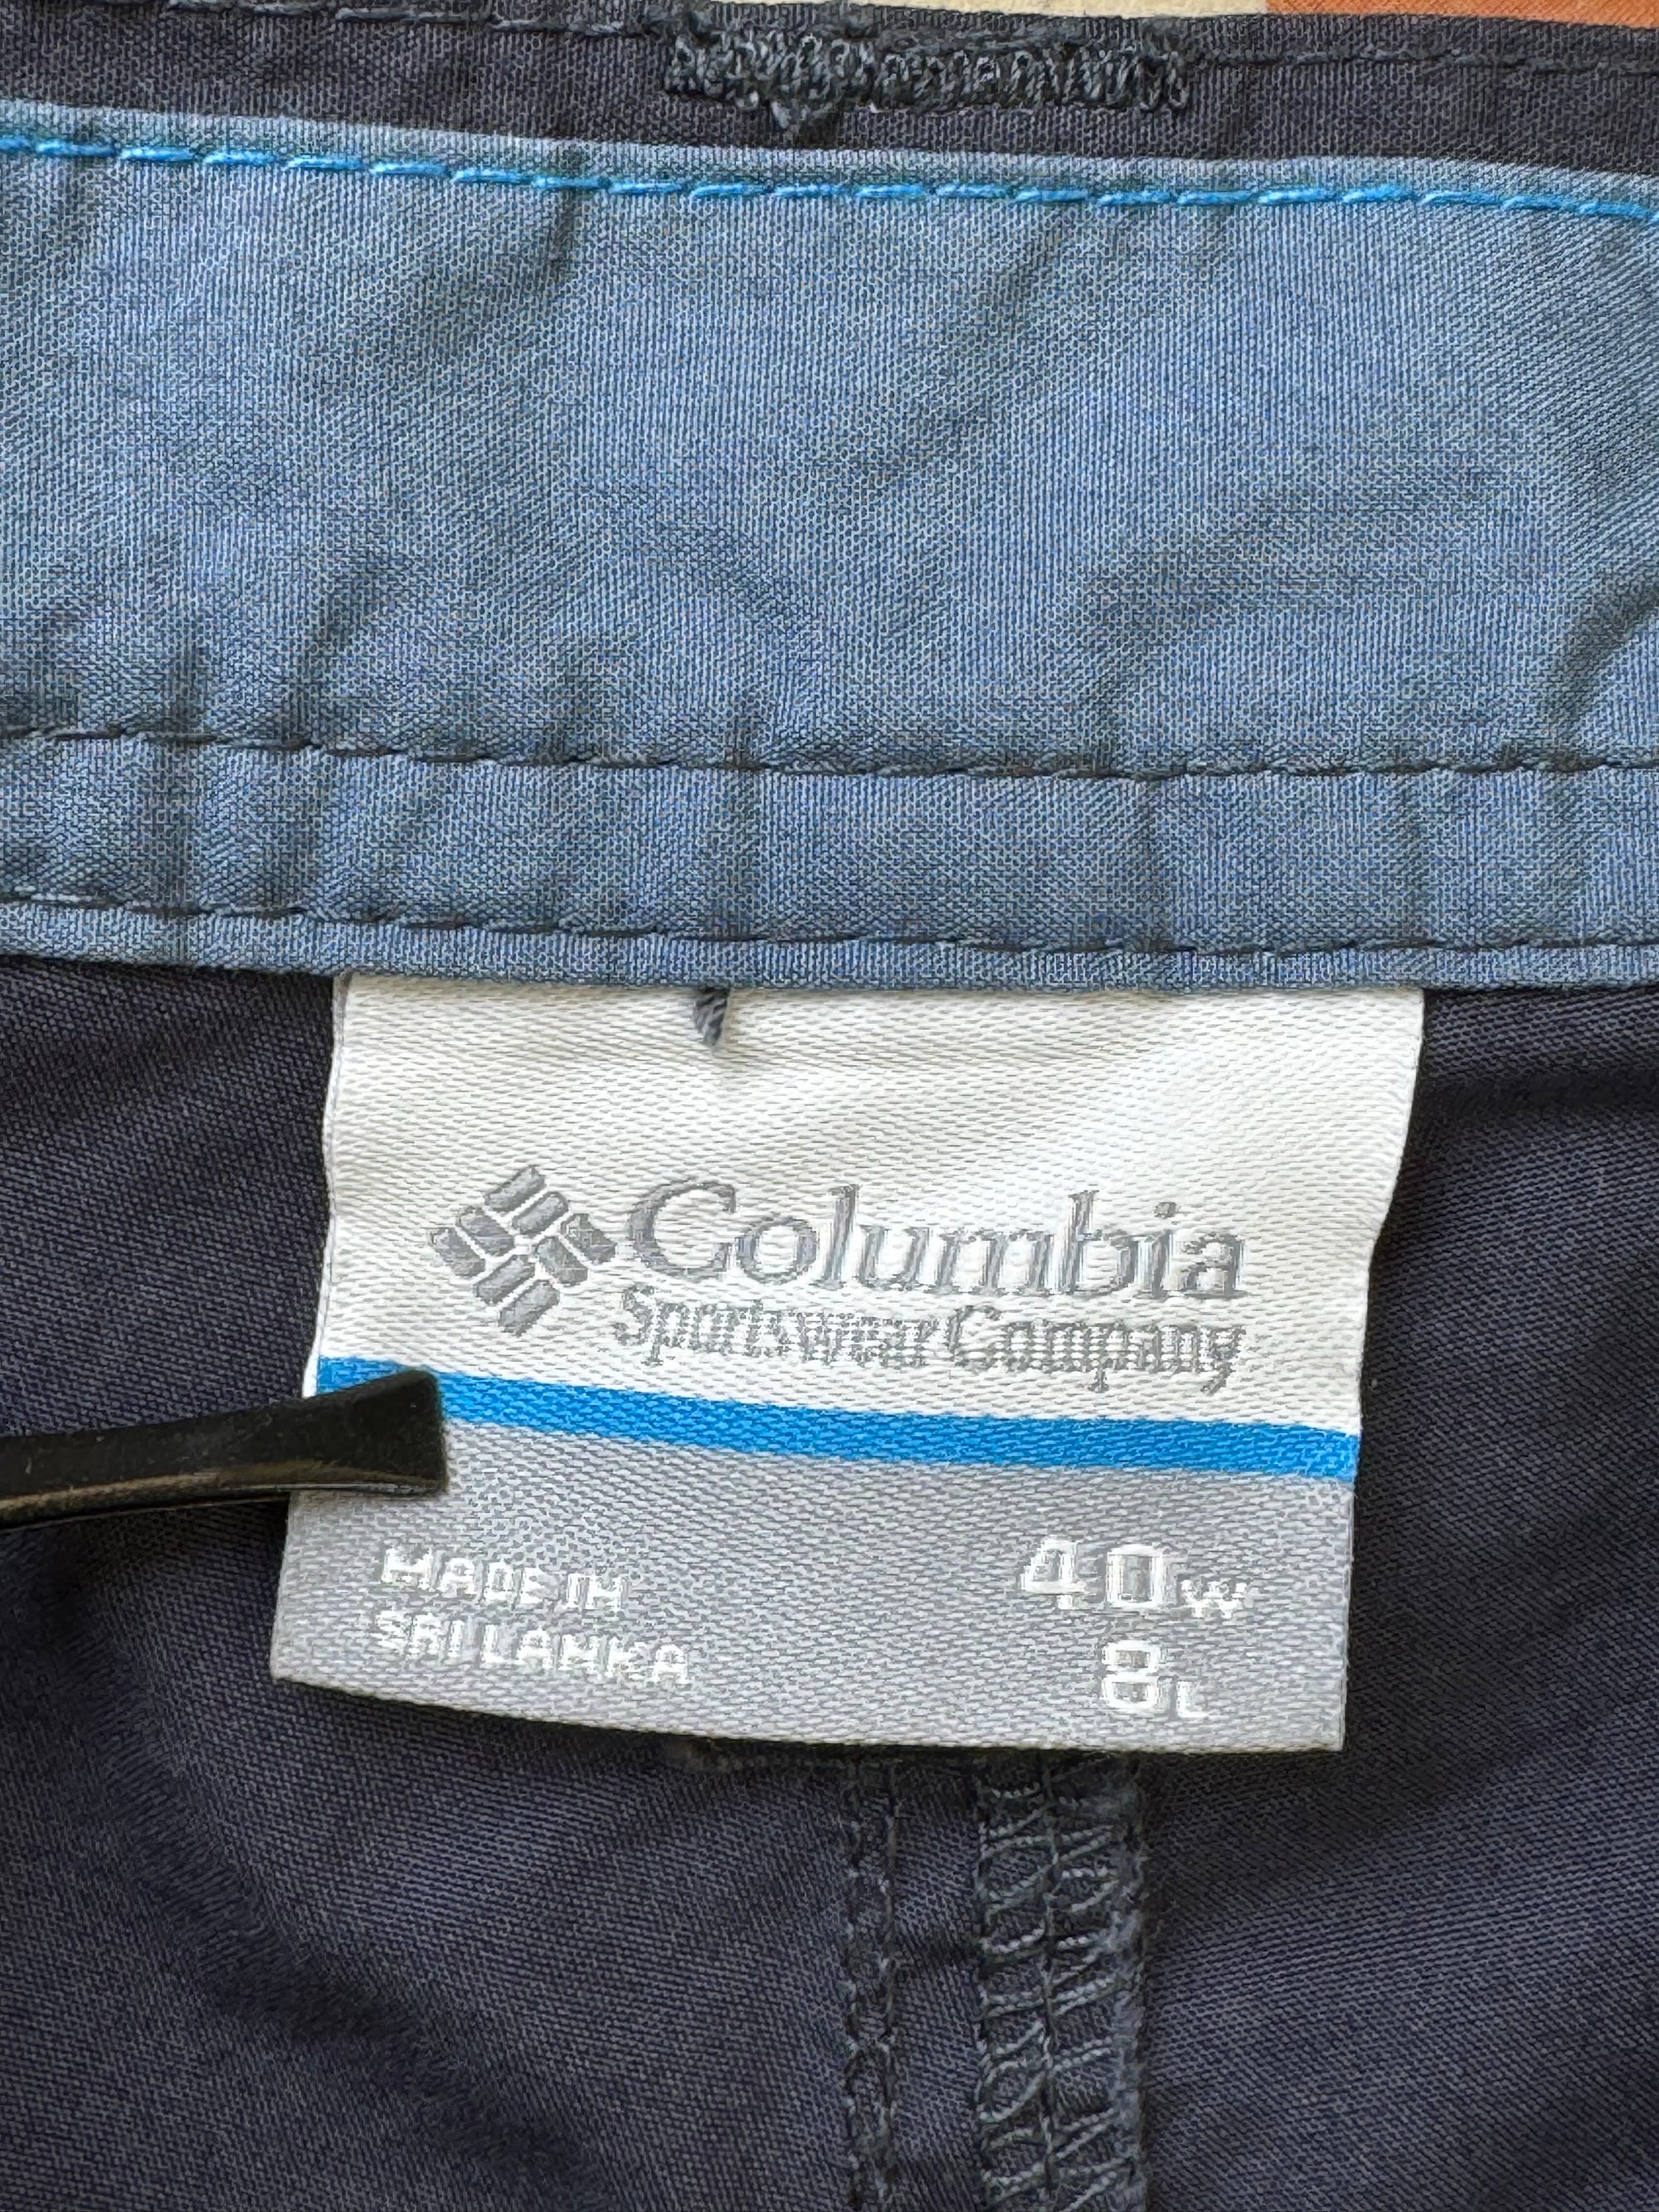 Columbia
Sportswear Company
MADE IN
SRI LANKA
40W
8L